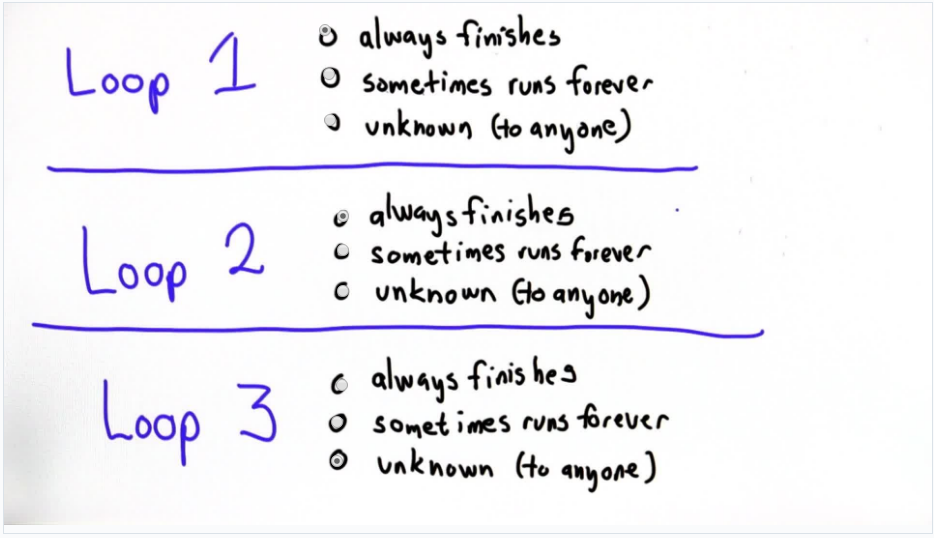 Loop 1
always finishes
sometimes runs forever
unknown (to anyone)
Loop 2
always finishes
sometimes runs forever
unknown (to anyone)
Loop 3
always finishes
sometimes runs forever
unknown (to anyone)